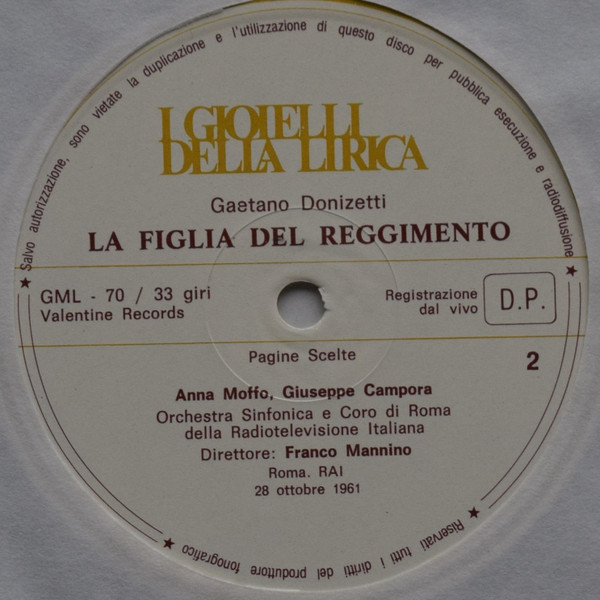 Salvo autorizzazione, sono vietate la duplicazione e l'utilizzazione di questo disco per pubblica esecuzione e radiodiffusione
I GIOIELLI
DELLA LIRICA
Gaetano Donizetti
LA FIGLIA DEL REGGIMENTO
GML - 70 / 33 giri
Valentine Records
Registrazione
dal vivo
D.P.
Pagine Scelte
2
Anna Moffo, Giuseppe Campora
Orchestra Sinfonica e Coro di Roma
della Radiotelevisione Italiana
Direttore: Franco Mannino
Roma. RAI
28 ottobre 1961
Riservati tutti i diritti del produttore fonografico